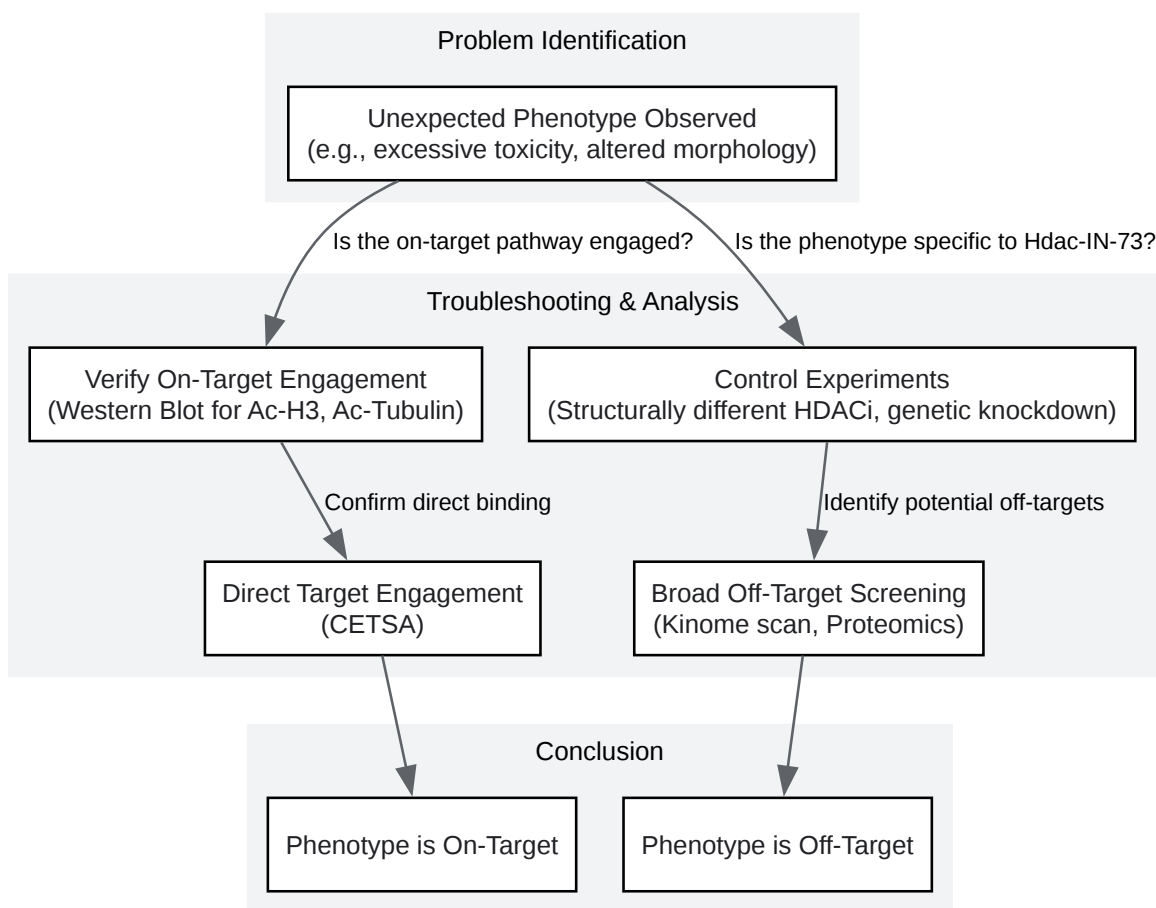 Problem Identification
Unexpected Phenotype Observed
(e.g., excessive toxicity, altered morphology)
Is the on-target pathway engaged?
Is the phenotype specific to Hdac-IN-73?
Troubleshooting & Analysis
Verify On-Target Engagement
(Western Blot for Ac-H3, Ac-Tubulin)
Control Experiments
(Structurally different HDACi, genetic knockdown)
Confirm direct binding
Identify potential off-targets
Direct Target Engagement
(CETSA)
Broad Off-Target Screening
(Kinome scan, Proteomics)
Conclusion
Phenotype is On-Target
Phenotype is Off-Target